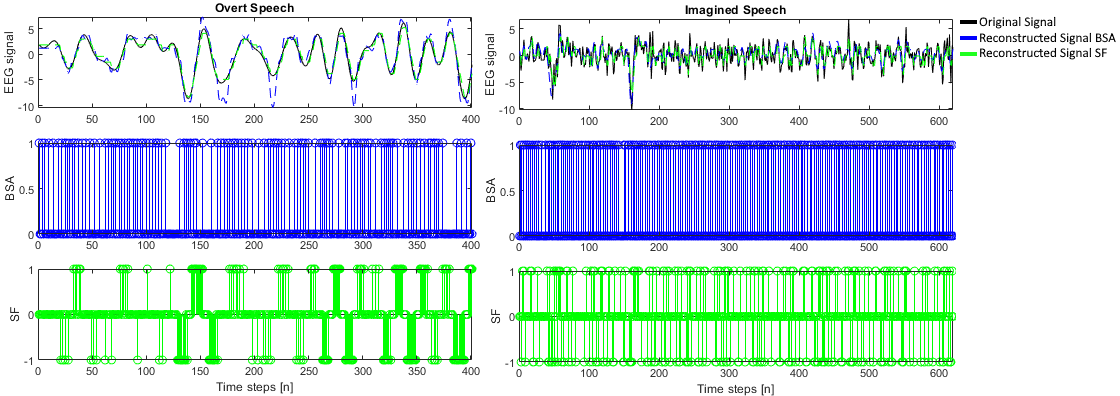 Overt Speech
EEG signal
5
0
-5
-10
0 50 100 150 200 250 300 350 400
BSA
1
0.5
0
0 50 100 150 200 250 300 350 400
SF
1
0
-1
0 50 100 150 200 250 300 350 400
Time steps [n]
Imagined Speech
EEG signal
5
0
-5
-10
0 100 200 300 400 500 600
BSA
1
0.5
0
0 100 200 300 400 500 600
SF
1
0
-1
0 100 200 300 400 500 600
Time steps [n]
Original Signal
Reconstructed Signal BSA
Reconstructed Signal SF